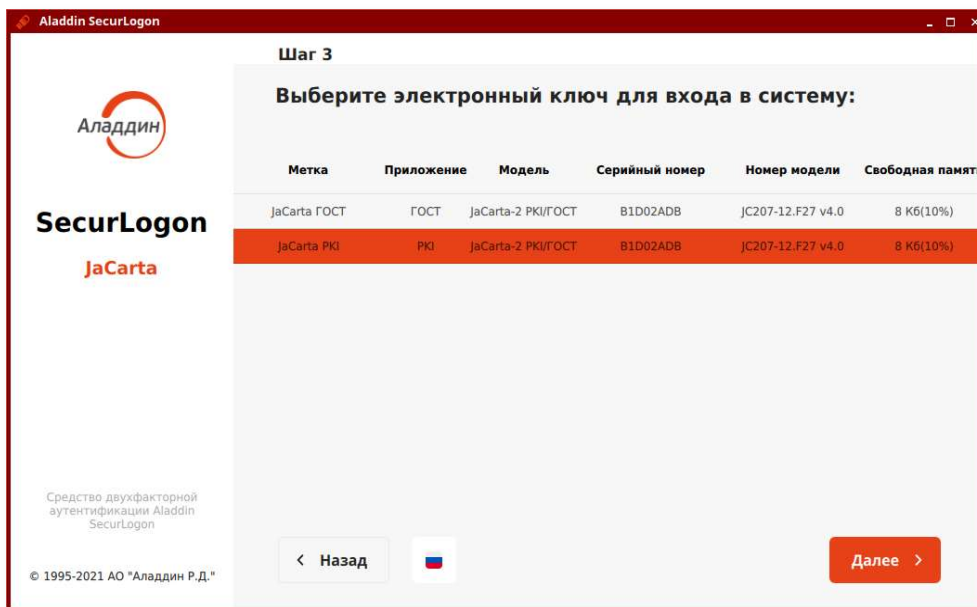 Aladdin SecurLogon
Шаг 3
Выберите электронный ключ для входа в систему:
Аладдин
Метка Приложение Модель Серийный номер Номер модели Свободная памят
JaCarta ГОСТ ГОСТ JaCarta-2 PKI/ГОСТ B1D02ADB JC207-12.F27 v4.0 8 Кб(10%)
JaCarta PKI PKI JaCarta-2 PKI/ГОСТ B1D02ADB JC207-12.F27 v4.0 8 Кб(10%)
SecurLogon
JaCarta
Средство двухфакторной
аутентификации Aladdin
SecurLogon
© 1995-2021 АО "Аладдин Р.Д."
Назад
Далее